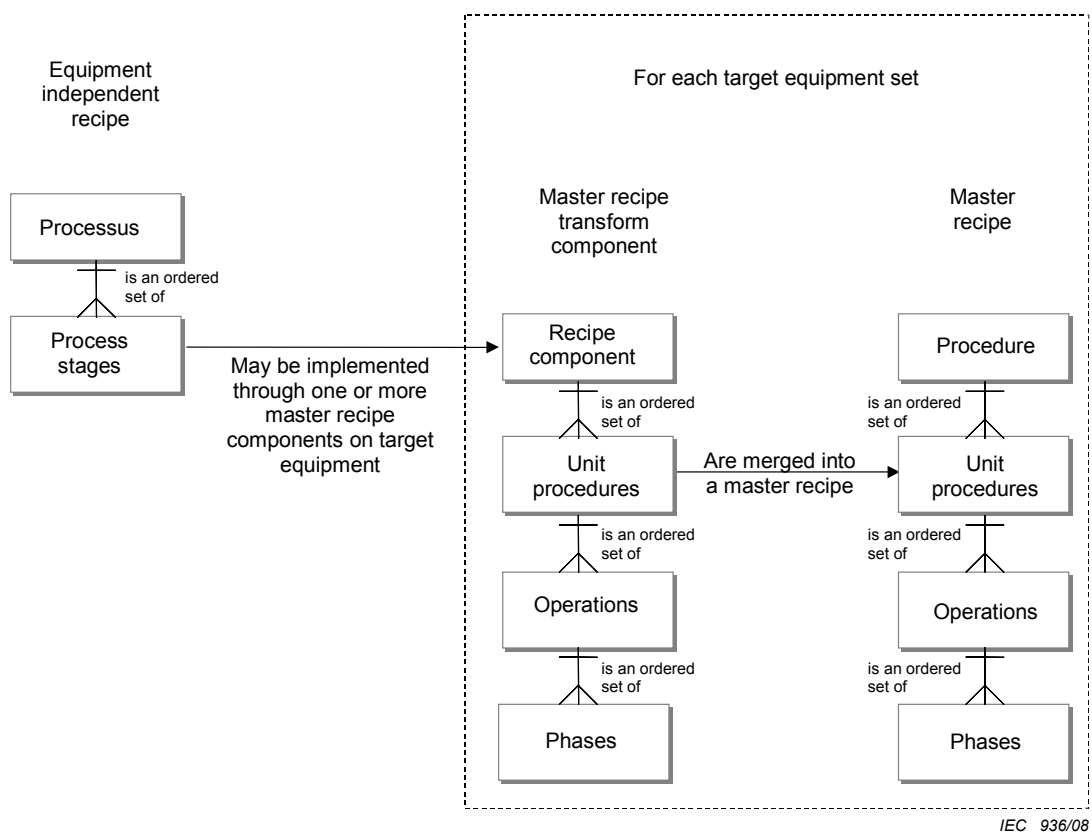 Equipment
independent
recipe
For each target equipment set
Master recipe
transform
component
Master
recipe
Processus
is an ordered
set of
Process
stages
May be implemented
through one or more
master recipe
components on target
equipment
Recipe
component
is an ordered
set of
Unit
procedures
Are merged into
a master recipe
is an ordered
set of
Operations
is an ordered
set of
Phases
Procedure
is an ordered
set of
Unit
procedures
is an ordered
set of
Operations
is an ordered
set of
Phases
IEC 936/08